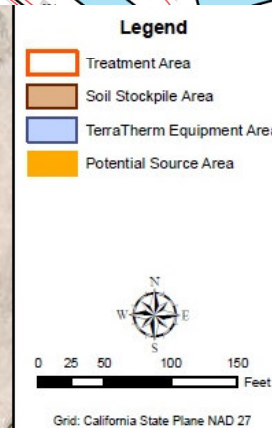 Legend
Treatment Area
Soil Stockpile Area
TerraTherm Equipment Area
Potential Source Area
N
W E
S
0 25 50 100 150
Feet
Grid: California State Plane NAD 27